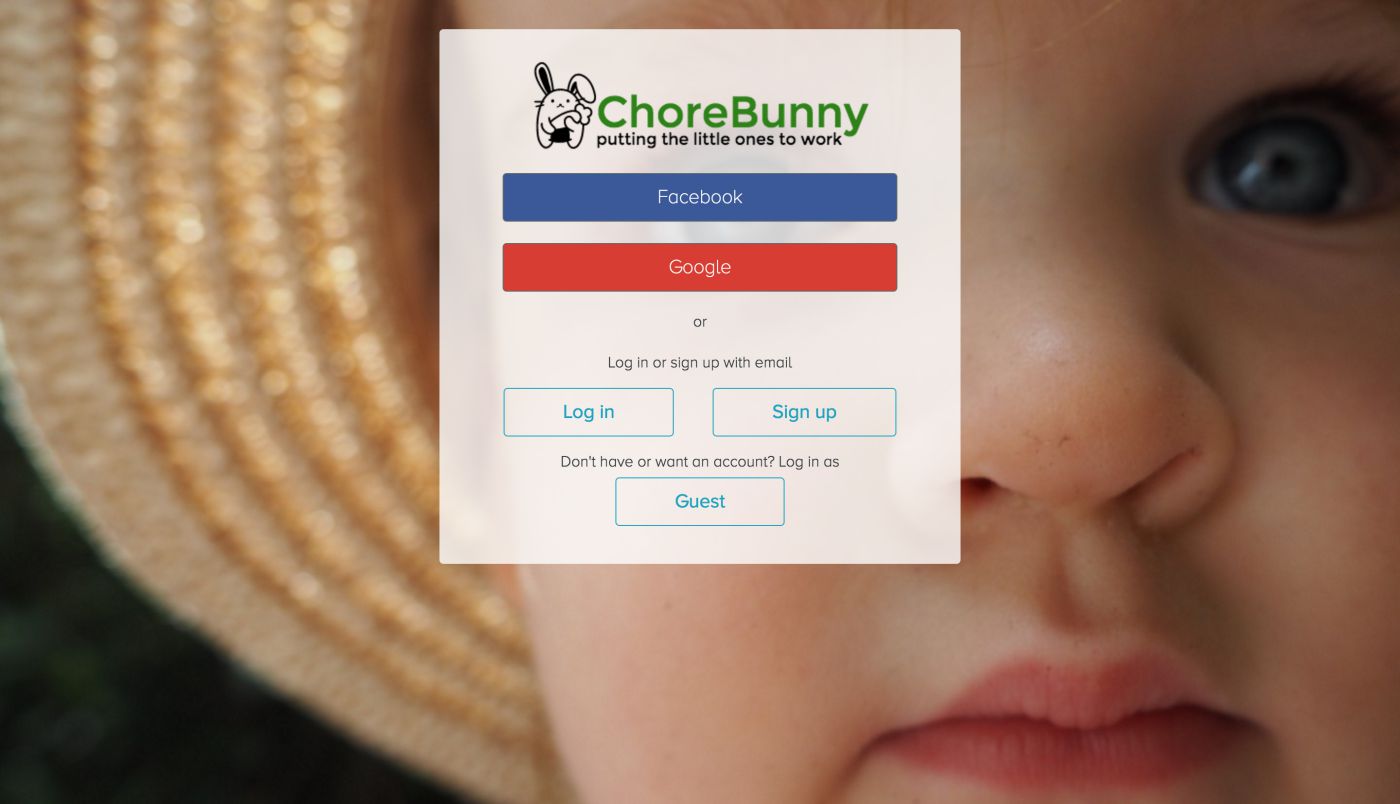 ChoreBunny
putting the little ones to work
Facebook
Google
or
Log in or sign up with email
Log in
Sign up
Don't have or want an account? Log in as
Guest